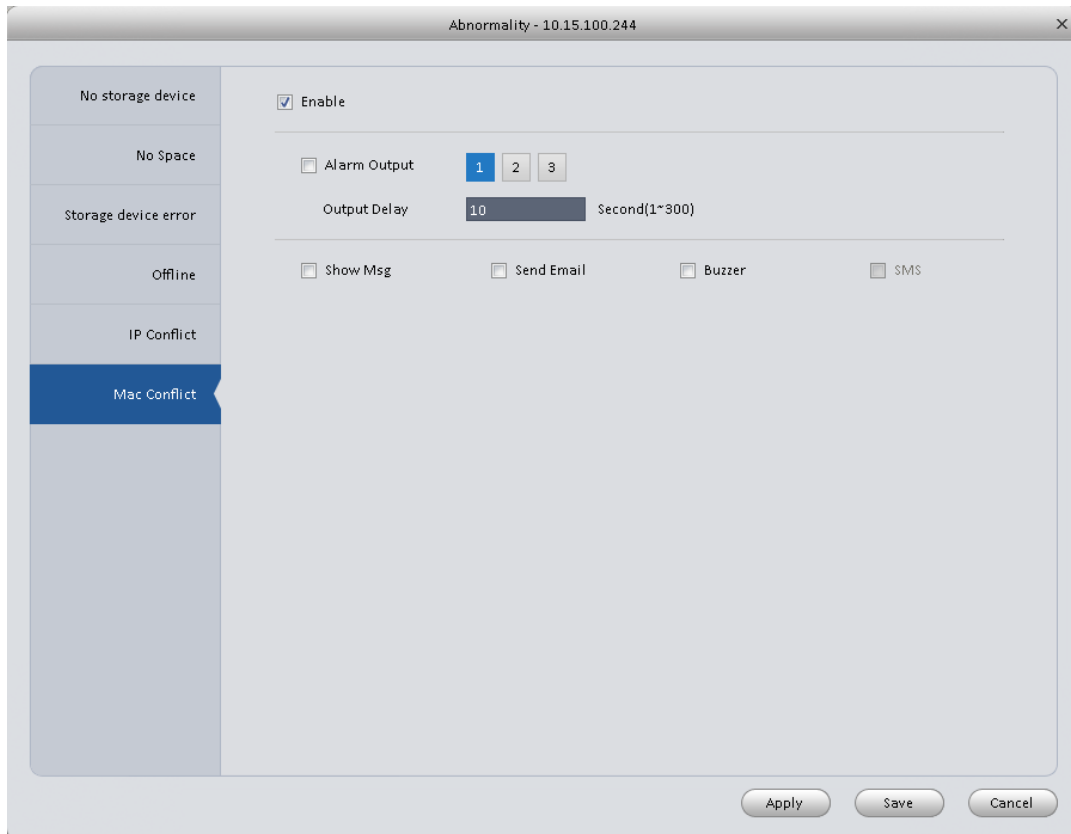 Abnormality - 10.15.100.244
No storage device
No Space
Storage device error
Offline
IP Conflict
Mac Conflict
Enable
Alarm Output 1 2 3
Output Delay 10 Second(1~300)
Show Msg Send Email Buzzer SMS
Apply Save Cancel